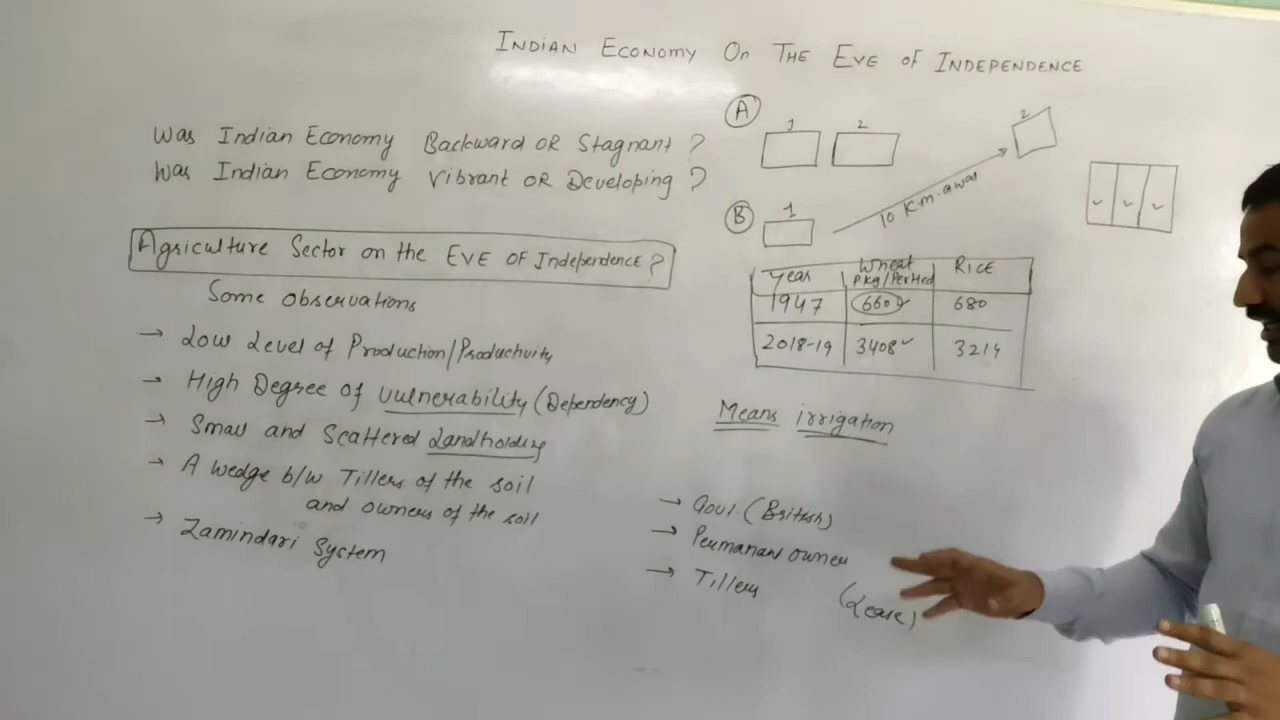 INDIAN ECONOMY On THE EVE of INDEPENDENCE
Was Indian Economy Backward OR Stagnant ?
Was Indian Economy Vibrant OR Developing ?
Agriculture Sector on the EVE OF Independence ?
Some Observations
→ Low Level of Production/Productivity
→ High Degree of Vulnerability (Dependency)
→ Small and Scattered Landholding
→ A wedge b/w Tillers of the soil
and owners of the soil
→ Zamindari System
A
1 2
2
B
1
10 Km. away
Year Wheat RICE
Pkg/PerHed
1947 660 680
2018-19 3408 3214
Means irrigation
→ Govt. (British)
→ Permanant owner
→ Tillers
(Lease)